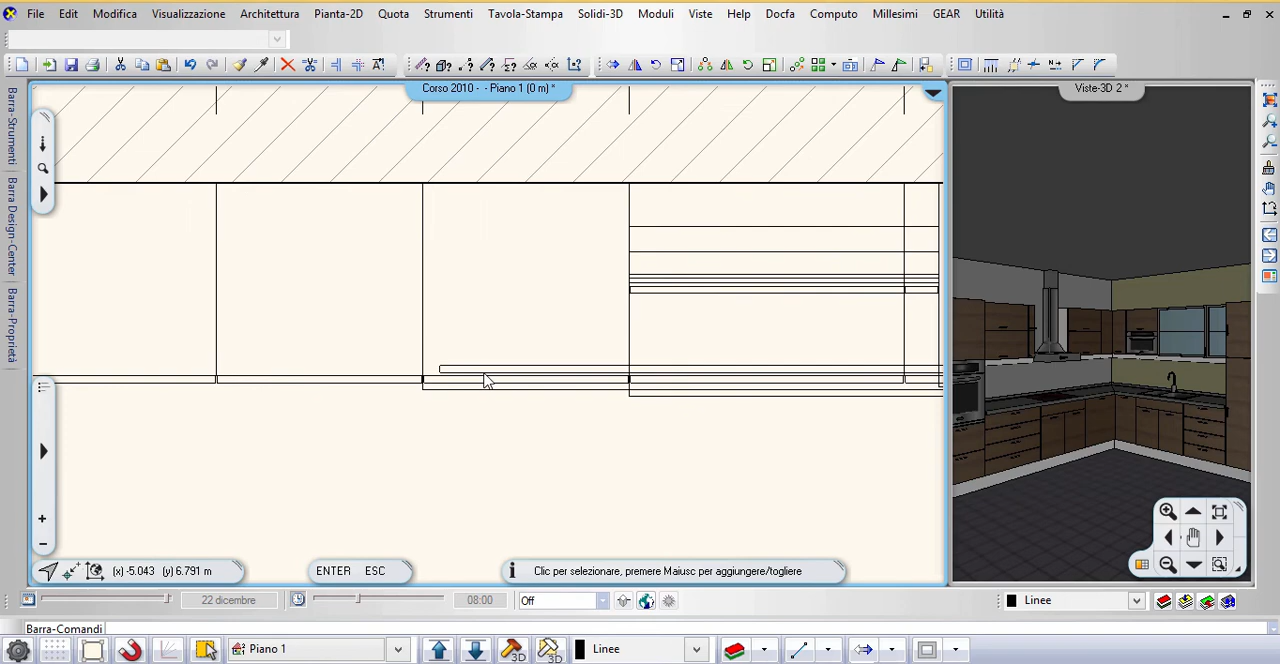 File Edit Modifica Visualizzazione Architettura Pianta-2D Quota Strumenti Tavola-Stampa Solidi-3D Moduli Viste Help Docfa Computo Millesimi GEAR Utilità
Corso 2010 - - Piano 1 (0 m) *
Viste-3D 2 *
Barra-Strumenti
Barra Design-Center
Barra-Proprietà
(x) -5.043 (y) 6.791 m
ENTER ESC
Clic per selezionare, premere Maiusc per aggiungere/togliere
22 dicembre
08:00
Off
Linee
Barra-Comandi
3D
3D
Piano 1
Linee